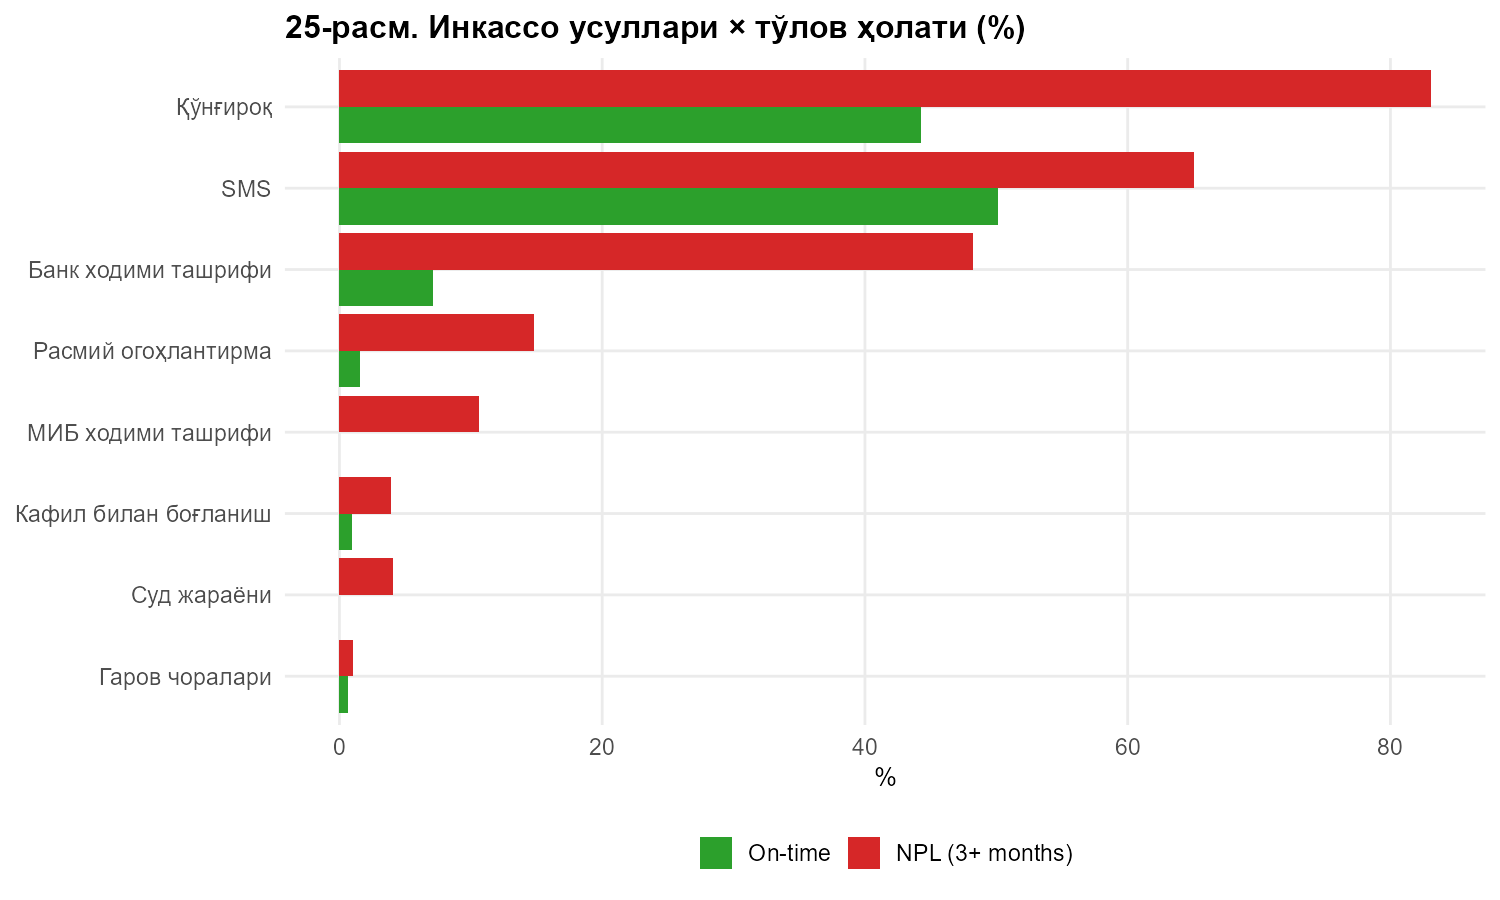 25-расм. Инкассо усуллари × тўлов ҳолати (%)
Қўнғироқ
SMS
Банк ходими ташрифи
Расмий огоҳлантирма
МИБ ходими ташрифи
Кафил билан боғланиш
Суд жараёни
Гаров чоралари
0 20 40 60 80
%
On-time NPL (3+ months)